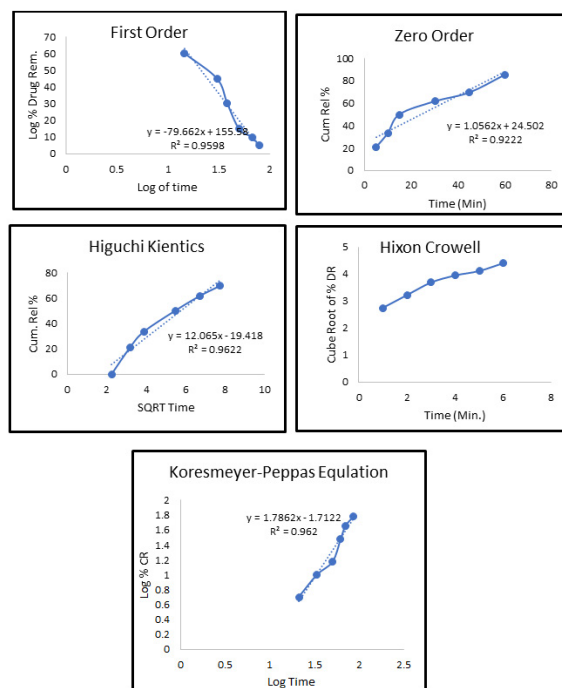 First Order
70
60
50
40
30
20
10
0
Log % Drug Rem.
y = -79.662x + 155.58
R² = 0.9598
0 0.5 1 1.5 2
Log of time
Zero Order
100
80
60
40
20
0
Cum Rel %
y = 1.0562x + 24.502
R² = 0.9222
0 20 40 60 80
Time (Min)
Higuchi Kientics
80
60
40
20
0
Cum. Rel %
y = 12.065x - 19.418
R² = 0.9622
0 2 4 6 8 10
SQRT Time
Hixon Crowell
5
4
3
2
1
0
Cube Root of % DR
0 2 4 6 8
Time (Min.)
Koresmeyer-Peppas Equlation
2
1.8
1.6
1.4
1.2
1
0.8
0.6
0.4
0.2
0
Log % CR
y = 1.7862x - 1.7122
R² = 0.962
0 0.5 1 1.5 2 2.5
Log Time